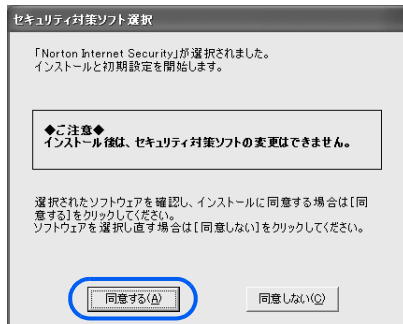 セキュリティ対策ソフト選択
「Norton Internet Security」が選択されました。
インストールと初期設定を開始します。
◆ご注意◆
インストール後は、セキュリティ対策ソフトの変更はできません。
選択されたソフトウェアを確認し、インストールに同意する場合は[同
意する]をクリックしてください。
ソフトウェアを選択し直す場合は[同意しない]をクリックしてください。
同意する(A) 同意しない(C)